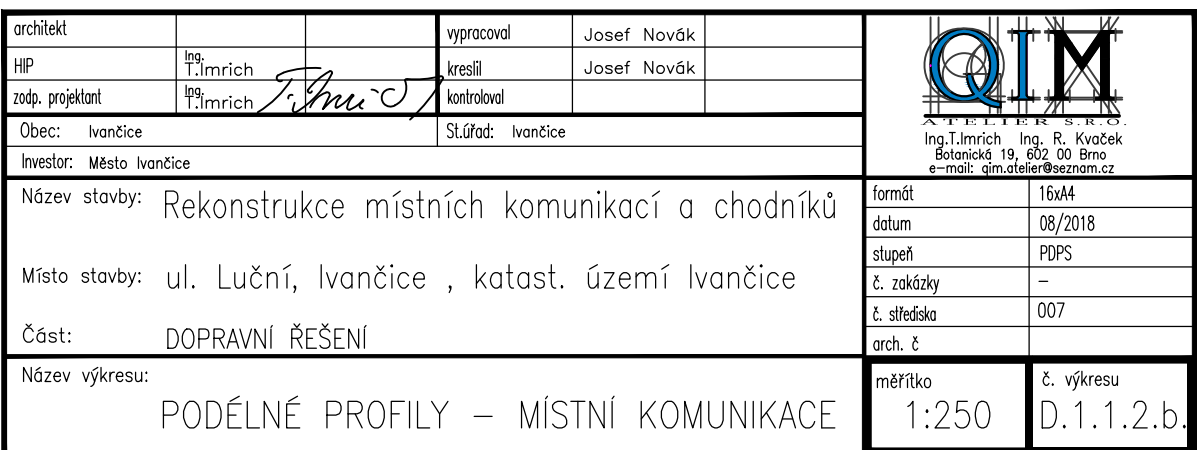 architekt
HIP Ing. T.Imrich
zodp. projektant Ing. T.Imrich
vypracoval Josef Novák
kreslil Josef Novák
kontroloval
Obec: Ivančice
St.úřad: Ivančice
Investor: Město Ivančice
QIM
ATELIER S.R.O.
Ing.T.Imrich Ing. R. Kvaček
Botanická 19, 602 00 Brno
e-mail: qim.atelier@seznam.cz
Název stavby: Rekonstrukce místních komunikací a chodníků
Místo stavby: ul. Luční, Ivančice , katast. území Ivančice
Část: DOPRAVNÍ ŘEŠENÍ
formát 16xA4
datum 08/2018
stupeň PDPS
č. zakázky –
č. střediska 007
arch. č
Název výkresu:
PODÉLNÉ PROFILY – MÍSTNÍ KOMUNIKACE
měřítko
1:250
č. výkresu
D.1.1.2.b.